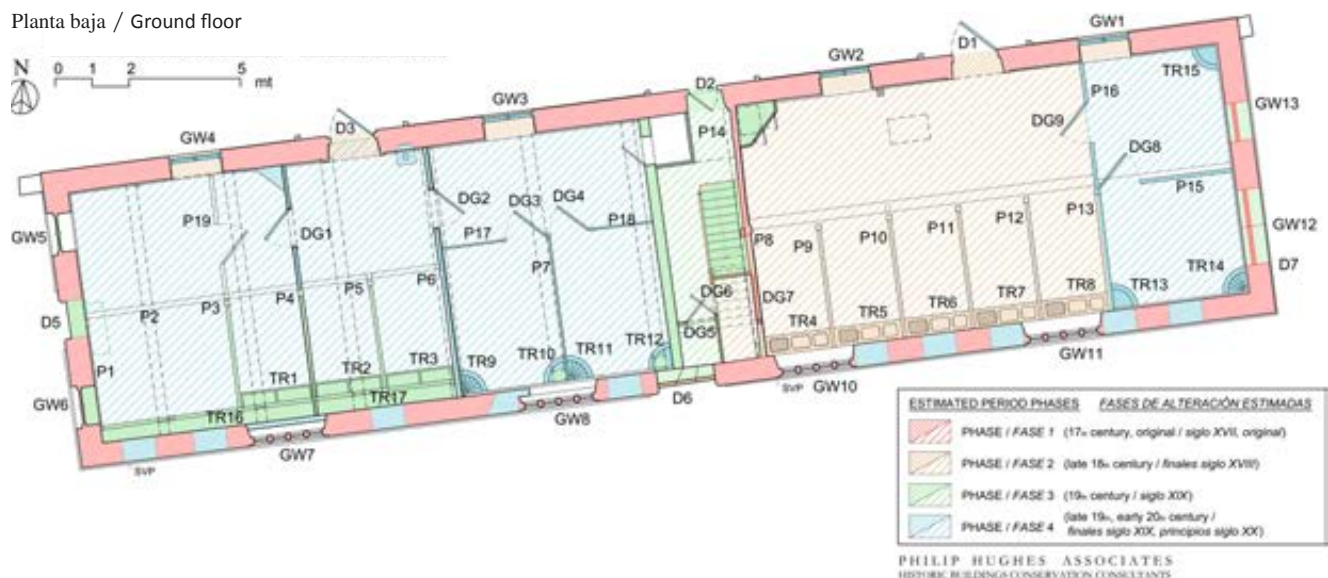 Planta baja / Ground floor
N
0 1 2 5 mt
GW1
D1
GW2
D2
GW3
D3
GW4
TR15
GW13
P16
DG9
P14
DG8
P15
DG2
DG3
DG4
P18
P19
DG1
P17
GW5
GW12
D7
P13
P12
P11
P10
P9
P8
P7
P6
P5
P4
P3
P2
P1
D5
DG6
DG7
DG5
TR14
TR13
TR8
TR7
TR6
TR5
TR4
TR12
TR11
TR10
TR9
TR3
TR2
TR1
TR17
TR16
GW6
GW11
GW10
SVP
D6
GW8
GW7
SVP
ESTIMATED PERIOD PHASES FASES DE ALTERACIÓN ESTIMADAS
PHASE / FASE 1 (17th century, original / siglo XVII, original)
PHASE / FASE 2 (late 18th century / finales siglo XVIII)
PHASE / FASE 3 (19th century / siglo XIX)
PHASE / FASE 4 (late 19th, early 20th century /
finales siglo XIX, principios siglo XX)
PHILIP HUGHES ASSOCIATES
HISTORIC BUILDINGS CONSERVATION CONSULTANTS